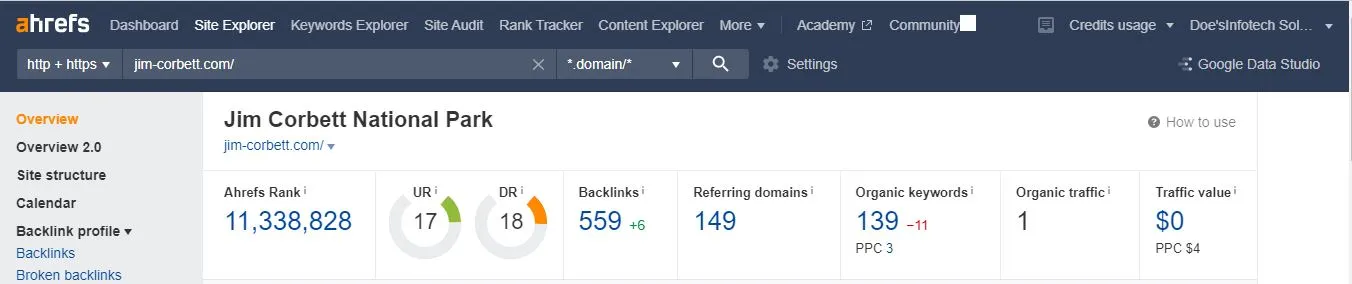 ahrefs Dashboard Site Explorer Keywords Explorer Site Audit Rank Tracker Content Explorer More Academy Community Credits usage Doe'sInfotech Sol...
http + https jim-corbett.com/ *.domain/* Settings Google Data Studio
Overview
Overview 2.0
Site structure
Calendar
Backlink profile
Backlinks
Broken backlinks
Jim Corbett National Park
How to use
jim-corbett.com/
Ahrefs Rank i UR i DR i Backlinks i Referring domains i Organic keywords i Organic traffic i Traffic value i
11,338,828 17 18 559 +6 149 139 −11 1 $0
PPC 3 PPC $4